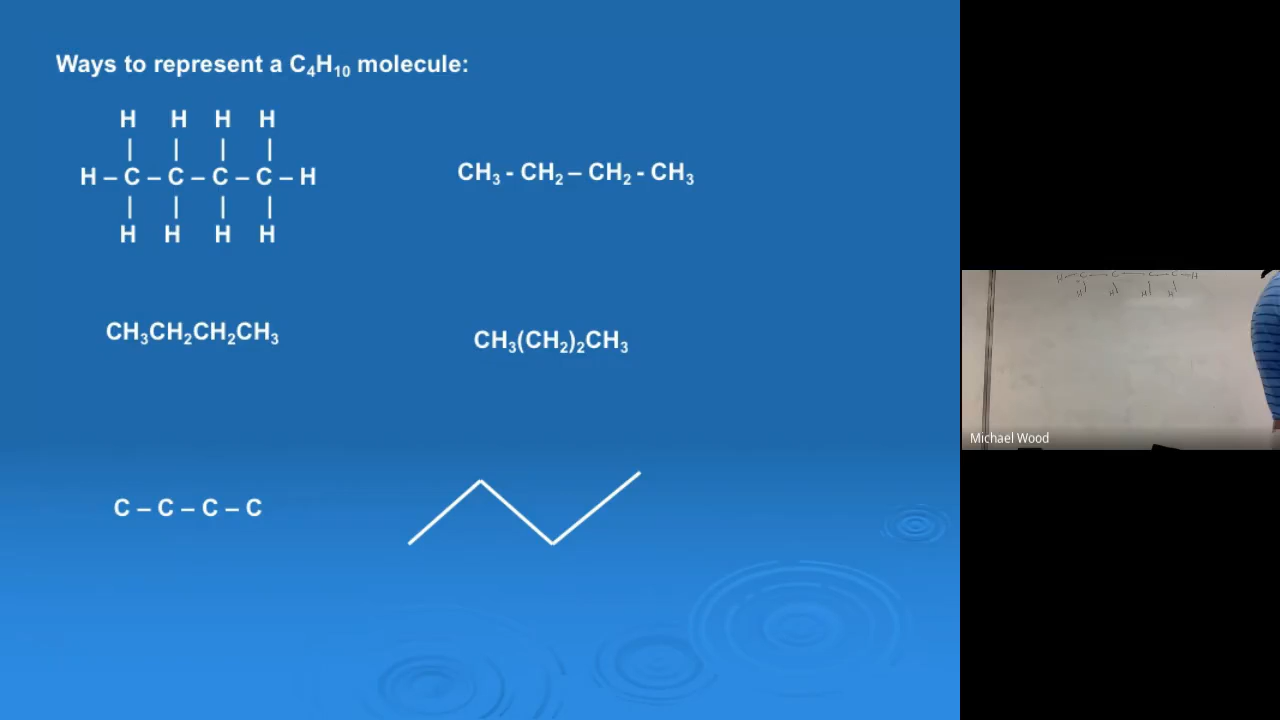 Ways to represent a C₄H₁₀ molecule:
H H H H
| | | |
H – C – C – C – C – H
| | | |
H H H H
CH₃ - CH₂ – CH₂ - CH₃
CH₃CH₂CH₂CH₃
CH₃(CH₂)₂CH₃
C – C – C – C
H C C C C H
H H H H
Michael Wood